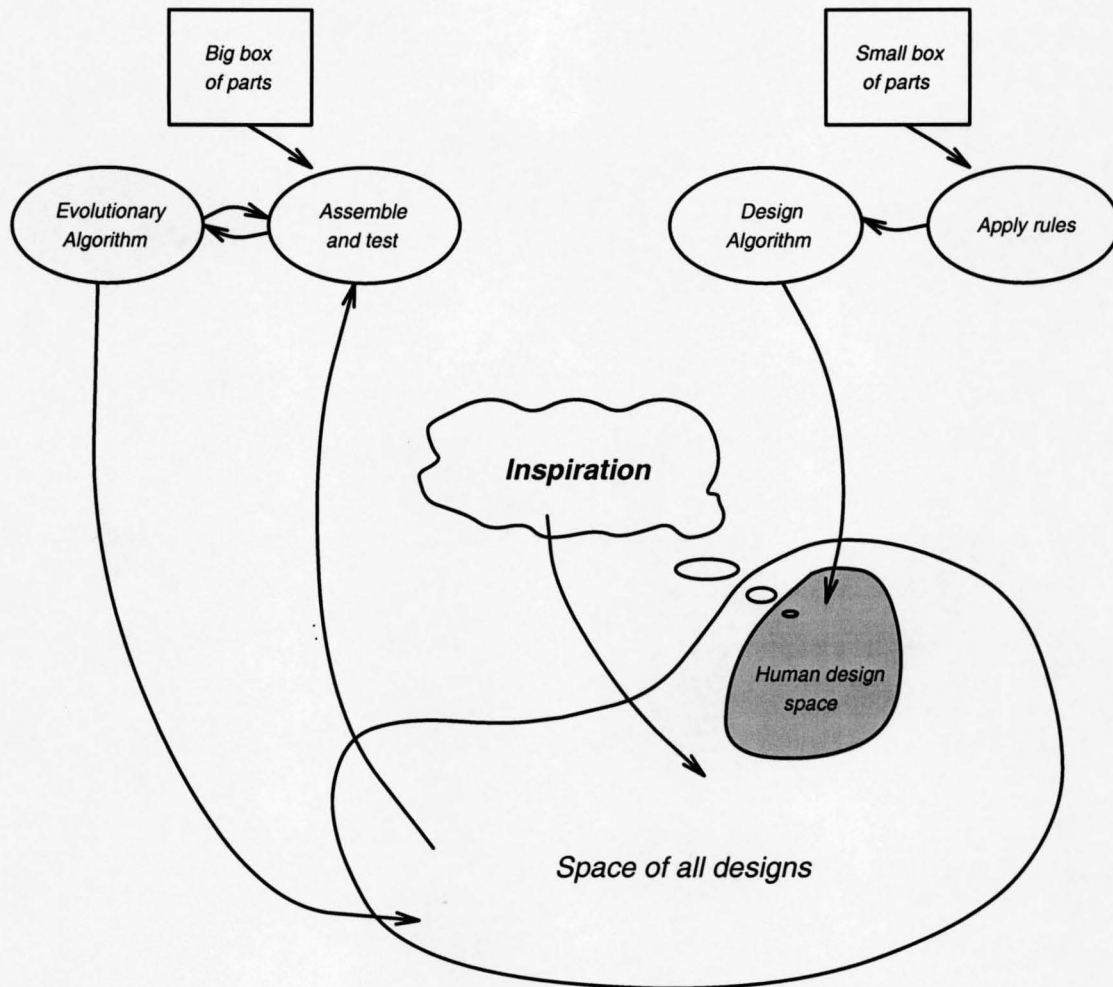 Big box
of parts
Small box
of parts
Evolutionary
Algorithm
Assemble
and test
Design
Algorithm
Apply rules
Inspiration
Human design
space
Space of all designs